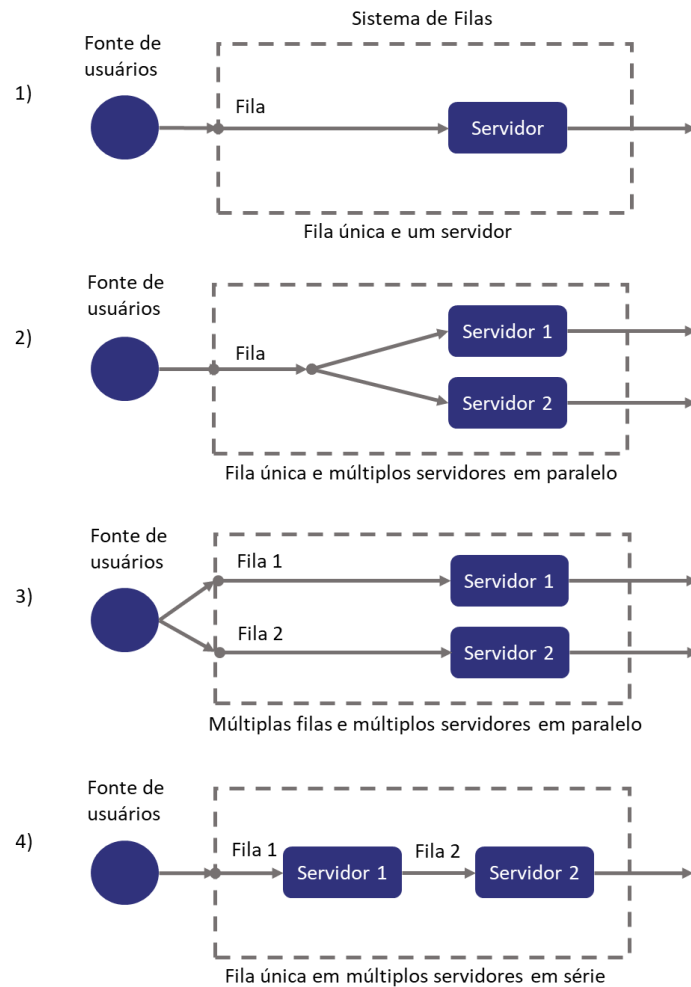 Sistema de Filas
Fonte de
usuários
1)
Fila
Servidor
Fila única e um servidor
Fonte de
usuários
2)
Fila
Servidor 1
Servidor 2
Fila única e múltiplos servidores em paralelo
Fonte de
usuários
3)
Fila 1
Servidor 1
Fila 2
Servidor 2
Múltiplas filas e múltiplos servidores em paralelo
Fonte de
usuários
4)
Fila 1
Servidor 1
Fila 2
Servidor 2
Fila única em múltiplos servidores em série